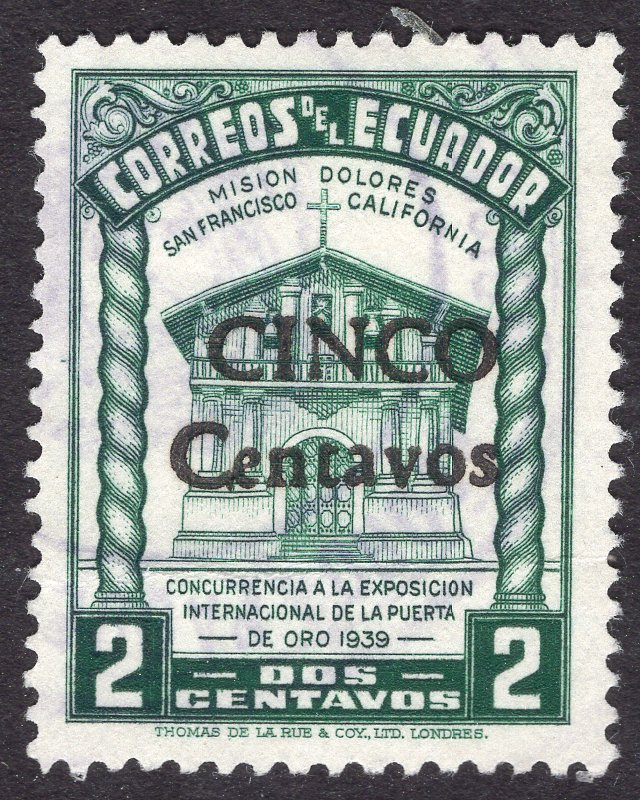 CORREOS DEL ECUADOR
MISION DOLORES
SAN FRANCISCO CALIFORNIA
CINCO
Centavos
CONCURRENCIA A LA EXPOSICION
INTERNACIONAL DE LA PUERTA
— DE ORO 1939 —
2 — DOS — 2
CENTAVOS
THOMAS DE LA RUE & COY., LTD. LONDRES.